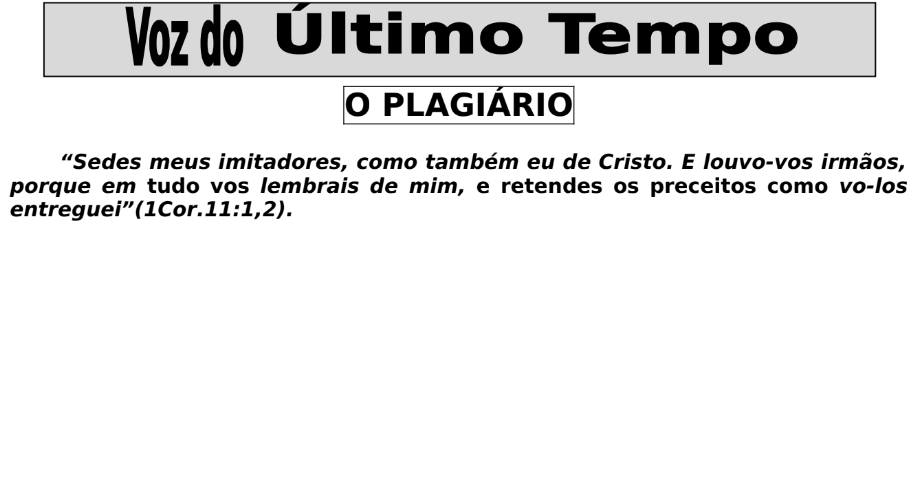 Voz do Último Tempo
O PLAGIÁRIO
“Sedes meus imitadores, como também eu de Cristo. E louvo-vos irmãos,
porque em tudo vos lembrais de mim, e retendes os preceitos como vo-los
entreguei”(1Cor.11:1,2).